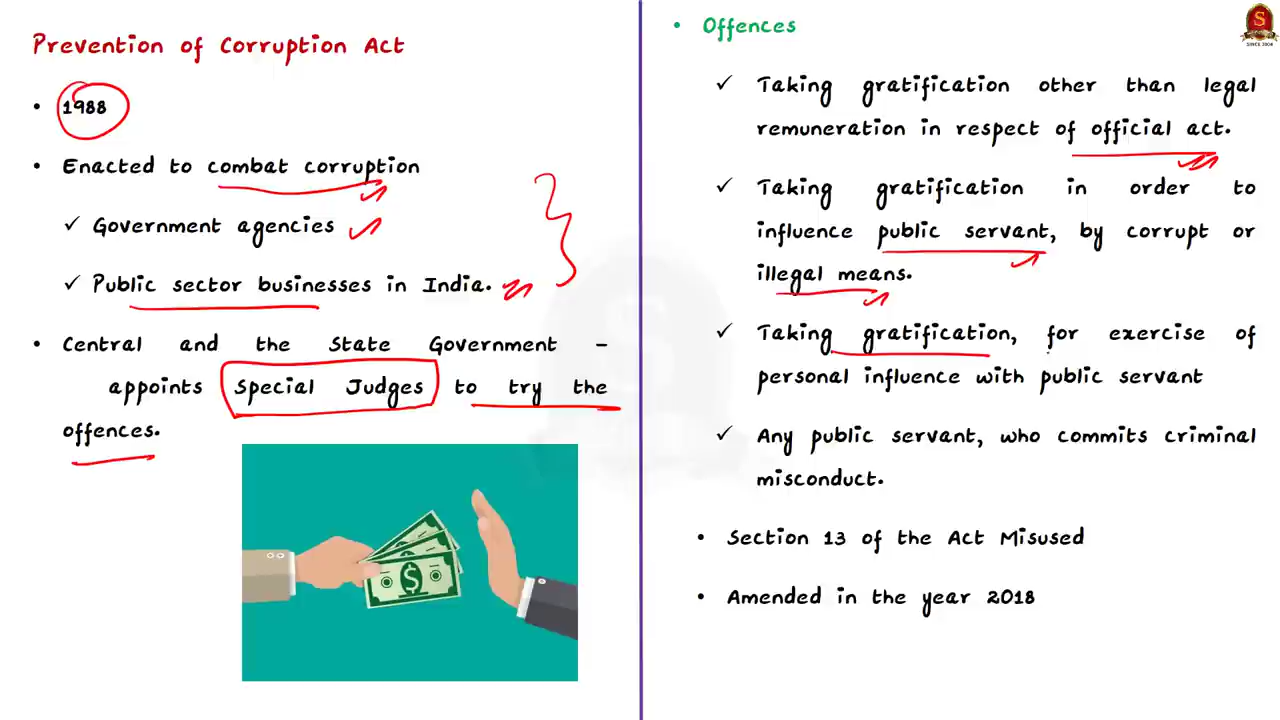 Prevention of Corruption Act
• 1988
• Enacted to combat corruption
✓ Government agencies
✓ Public sector businesses in India.
• Central and the State Government –
appoints Special Judges to try the
offences.
• Offences
✓ Taking gratification other than legal
remuneration in respect of official act.
✓ Taking gratification in order to
influence public servant, by corrupt or
illegal means.
✓ Taking gratification, for exercise of
personal influence with public servant
✓ Any public servant, who commits criminal
misconduct.
• Section 13 of the Act Misused
• Amended in the year 2018
S
SINCE 2004